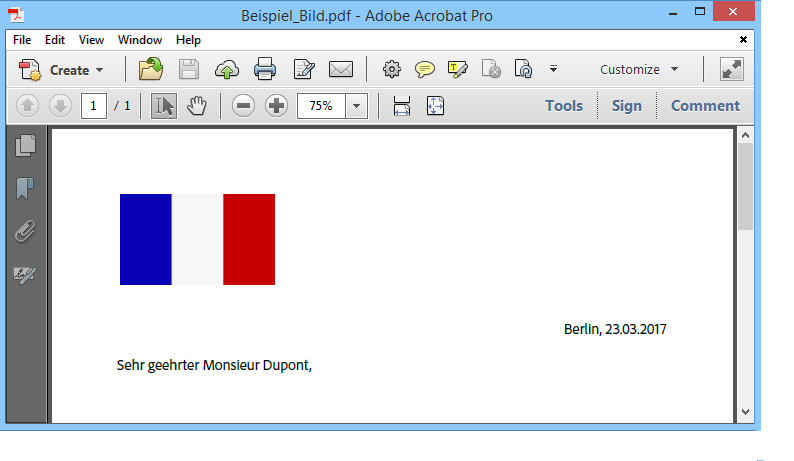 Beispiel_Bild.pdf - Adobe Acrobat Pro
File Edit View Window Help
Create Customize
1 / 1 75% Tools Sign Comment
Berlin, 23.03.2017
Sehr geehrter Monsieur Dupont,